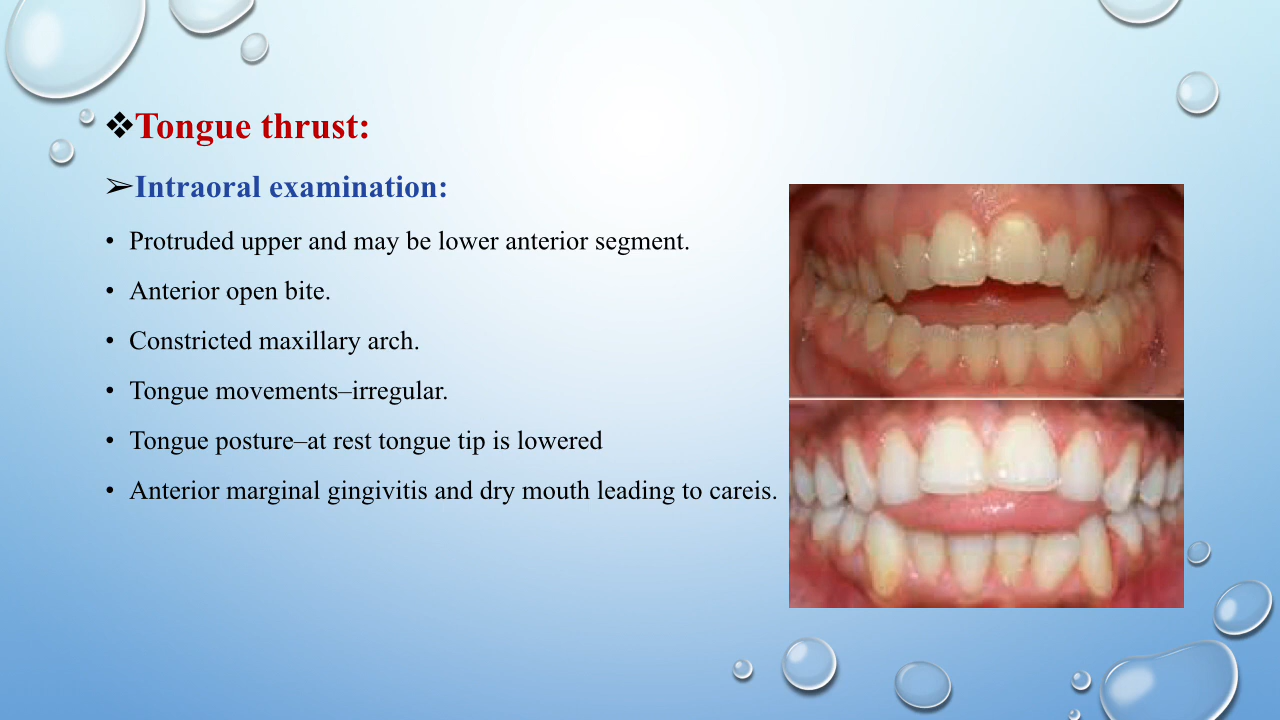 ❖Tongue thrust:
➢Intraoral examination:
• Protruded upper and may be lower anterior segment.
• Anterior open bite.
• Constricted maxillary arch.
• Tongue movements–irregular.
• Tongue posture–at rest tongue tip is lowered
• Anterior marginal gingivitis and dry mouth leading to careis.